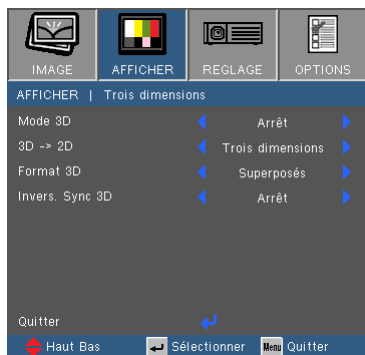 IMAGE AFFICHER REGLAGE OPTIONS
AFFICHER | Trois dimensions
Mode 3D Arrêt
3D -> 2D Trois dimensions
Format 3D Superposés
Invers. Sync 3D Arrêt
Quitter
Haut Bas Sélectionner Menu Quitter